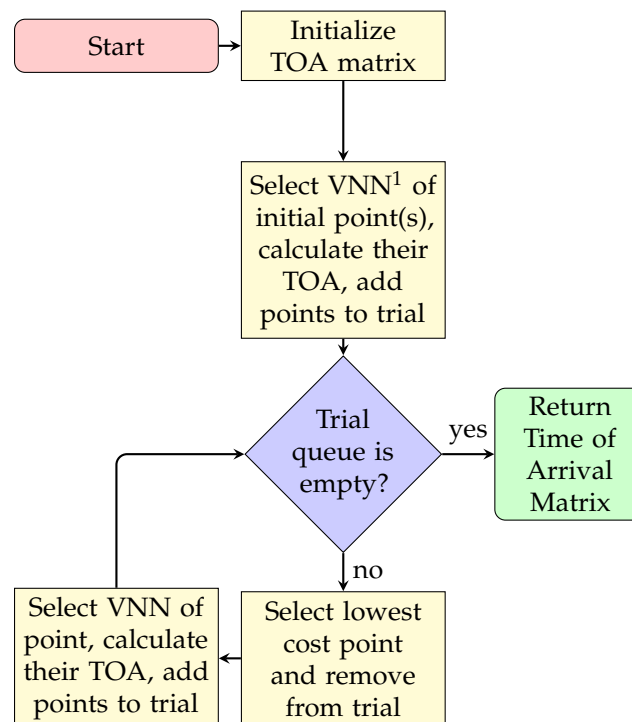 Start
Initialize
TOA matrix
Select VNN¹ of
initial point(s),
calculate their
TOA, add
points to trial
Trial
queue is
empty?
yes
Return
Time of
Arrival
Matrix
no
Select lowest
cost point
and remove
from trial
Select VNN of
point, calculate
their TOA, add
points to trial